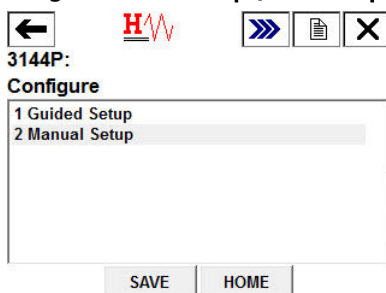 H
3144P:
Configure
1 Guided Setup
2 Manual Setup
SAVE HOME